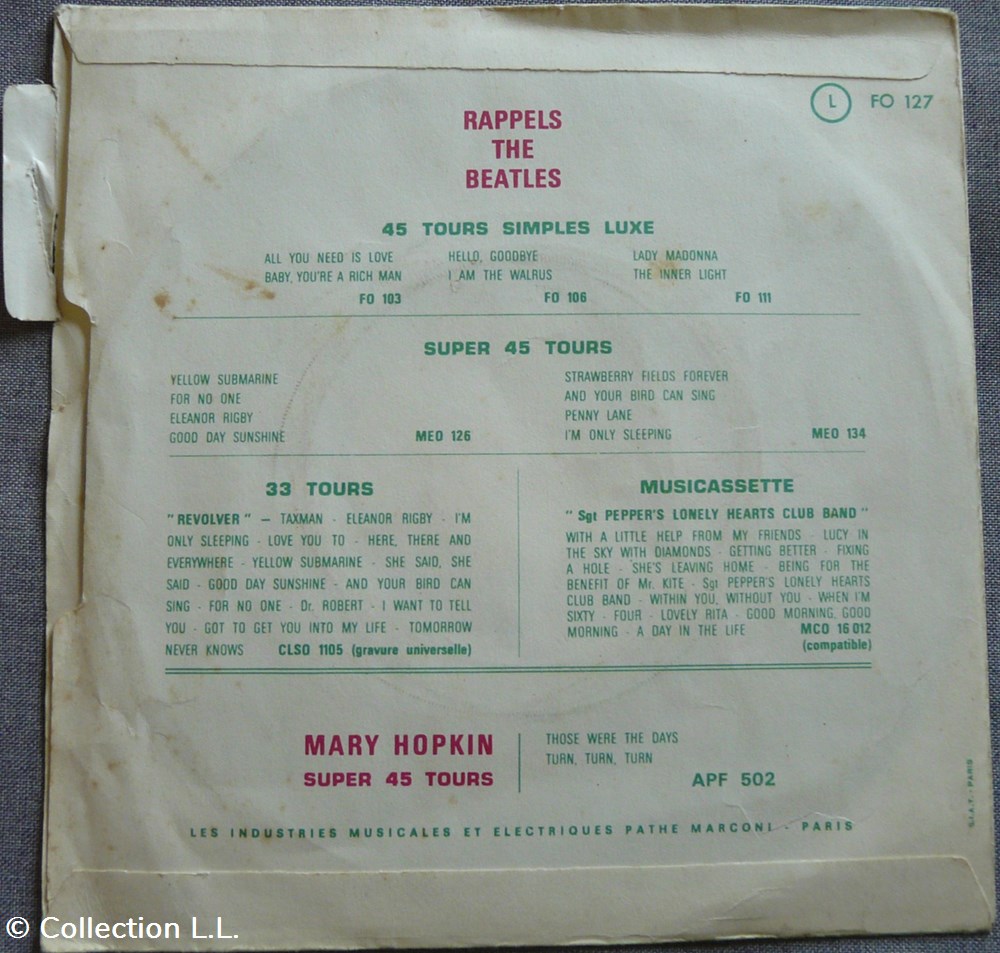 L FO 127
RAPPELS
THE
BEATLES
45 TOURS SIMPLES LUXE
ALL YOU NEED IS LOVE
BABY, YOU'RE A RICH MAN
FO 103
HELLO, GOODBYE
I AM THE WALRUS
FO 106
LADY MADONNA
THE INNER LIGHT
FO 111
SUPER 45 TOURS
YELLOW SUBMARINE
FOR NO ONE
ELEANOR RIGBY
GOOD DAY SUNSHINE MEO 126
STRAWBERRY FIELDS FOREVER
AND YOUR BIRD CAN SING
PENNY LANE
I'M ONLY SLEEPING MEO 134
33 TOURS
"REVOLVER" - TAXMAN - ELEANOR RIGBY - I'M
ONLY SLEEPING - LOVE YOU TO - HERE, THERE AND
EVERYWHERE - YELLOW SUBMARINE - SHE SAID, SHE
SAID - GOOD DAY SUNSHINE - AND YOUR BIRD CAN
SING - FOR NO ONE - Dr. ROBERT - I WANT TO TELL
YOU - GOT TO GET YOU INTO MY LIFE - TOMORROW
NEVER KNOWS CLSO 1105 (gravure universelle)
MUSICASSETTE
"Sgt PEPPER'S LONELY HEARTS CLUB BAND"
WITH A LITTLE HELP FROM MY FRIENDS - LUCY IN
THE SKY WITH DIAMONDS - GETTING BETTER - FIXING
A HOLE - SHE'S LEAVING HOME - BEING FOR THE
BENEFIT OF Mr. KITE - Sgt PEPPER'S LONELY HEARTS
CLUB BAND - WITHIN YOU, WITHOUT YOU - WHEN I'M
SIXTY - FOUR - LOVELY RITA - GOOD MORNING, GOOD
MORNING - A DAY IN THE LIFE MCO 16 012
(compatible)
MARY HOPKIN
SUPER 45 TOURS
THOSE WERE THE DAYS
TURN, TURN, TURN
APF 502
LES INDUSTRIES MUSICALES ET ELECTRIQUES PATHE MARCONI - PARIS
PARIS
© Collection L.L.